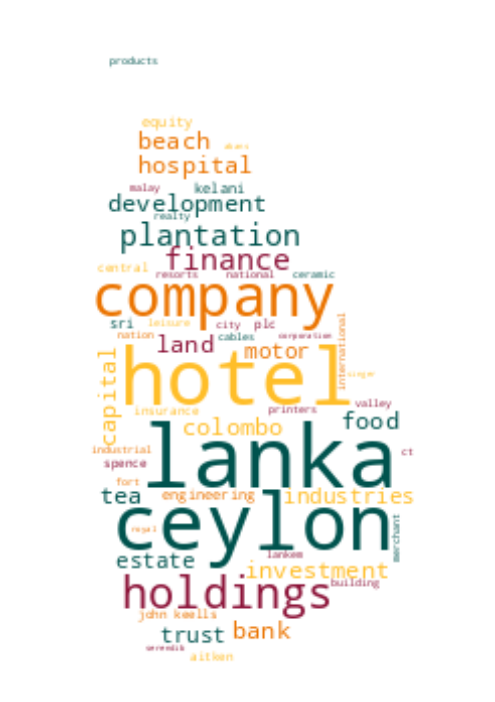 products
equity
beach
hospital
malay kelani
development
realty
plantation
finance
central
resorts national ceramic
company
sri leisure city plc
nation cables corporation
land motor
international
hotel
singer
capital
insurance printers valley
colombo food
lanka
industrial
ct
spence
fort
tea engineering industries
ceylon
royal
merchant
estate lankem
investment
building
holdings
john keells
trust bank
serendib
aitken